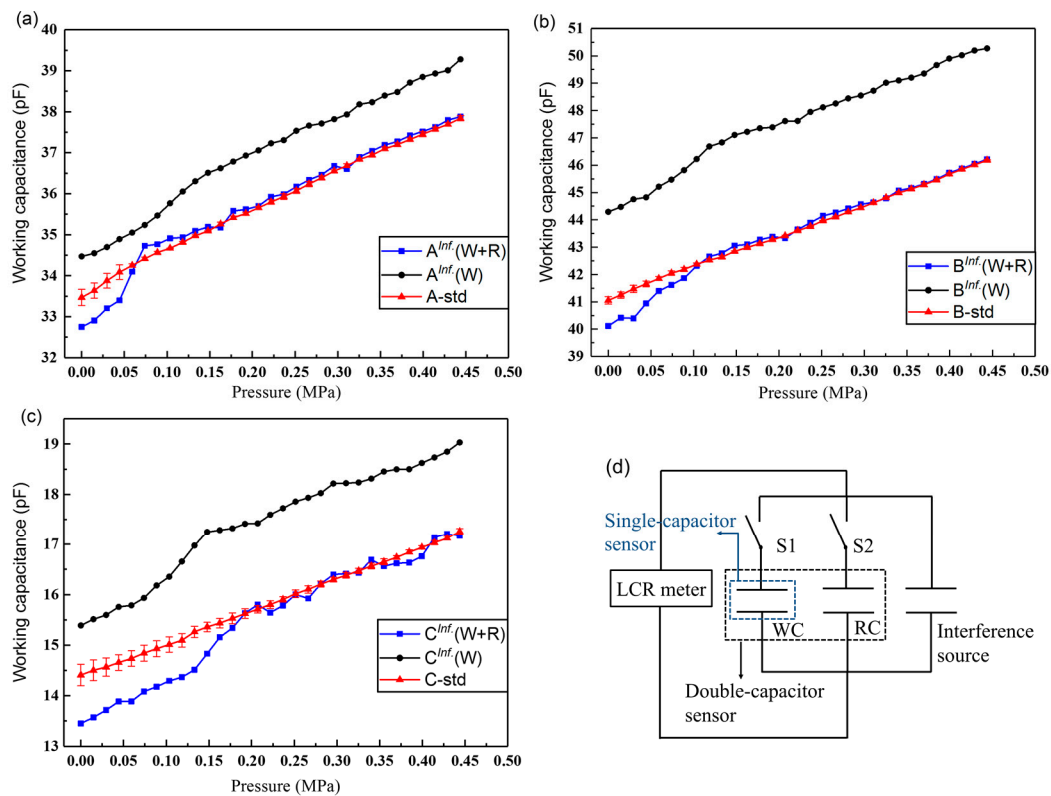 (a)
40
39
38
37
36
35
34
33
32
Working capacitance (pF)
0.00 0.05 0.10 0.15 0.20 0.25 0.30 0.35 0.40 0.45 0.50
Pressure (MPa)
A^Inf.(W+R)
A^Inf.(W)
A-std
(b)
51
50
49
48
47
46
45
44
43
42
41
40
39
Working capacitance (pF)
0.00 0.05 0.10 0.15 0.20 0.25 0.30 0.35 0.40 0.45 0.50
Pressure (MPa)
B^Inf.(W+R)
B^Inf.(W)
B-std
(c)
19
18
17
16
15
14
13
Working capacitance (pF)
0.00 0.05 0.10 0.15 0.20 0.25 0.30 0.35 0.40 0.45 0.50
Pressure (MPa)
C^Inf.(W+R)
C^Inf.(W)
C-std
(d)
Single-capacitor
sensor
S1
S2
LCR meter
WC
RC
Interference
source
Double-capacitor
sensor